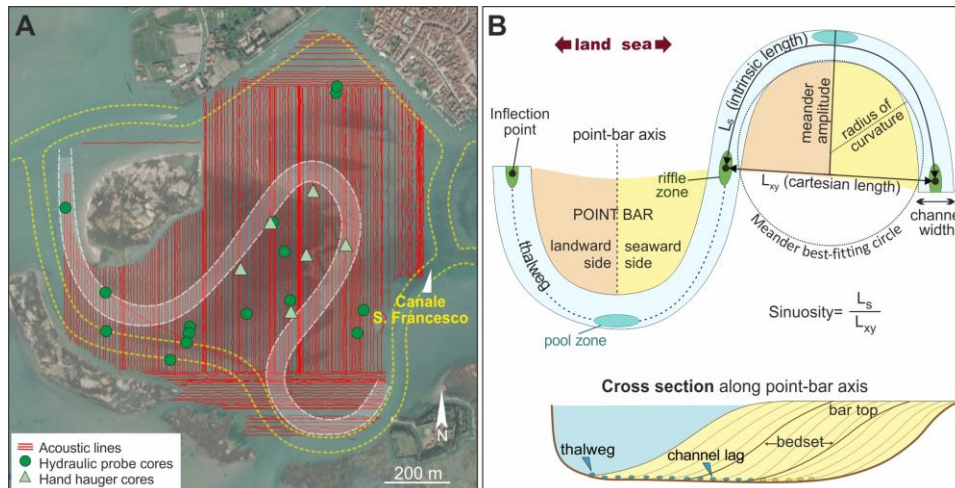 A
Canale
S. Francesco
N
Acoustic lines
Hydraulic probe cores
Hand hauger cores
200 m
B
land sea
Inflection
point
point-bar axis
Ls (intrinsic length)
meander
amplitude
radius of
curvature
riffle
zone
Lxy (cartesian length)
channel
width
POINT BAR
landward
side
seaward
side
thalweg
Meander best-fitting circle
pool zone
Sinuosity= Ls
Lxy
Cross section along point-bar axis
bar top
bedset
thalweg
channel lag